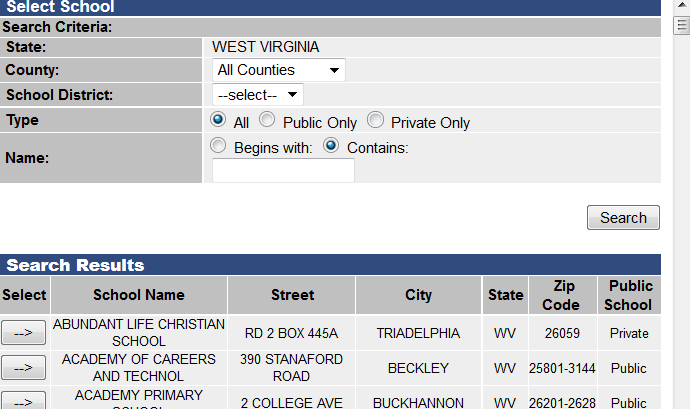 Select School
Search Criteria:
State: WEST VIRGINIA
County: All Counties
School District: --select--
Type All Public Only Private Only
Name: Begins with: Contains:
Search
Search Results
Select School Name Street City State Zip Code Public School
--> ABUNDANT LIFE CHRISTIAN SCHOOL RD 2 BOX 445A TRIADELPHIA WV 26059 Private
--> ACADEMY OF CAREERS AND TECHNOL 390 STANAFORD ROAD BECKLEY WV 25801-3144 Public
--> ACADEMY PRIMARY 2 COLLEGE AVE BUCKHANNON WV 26201-2628 Public